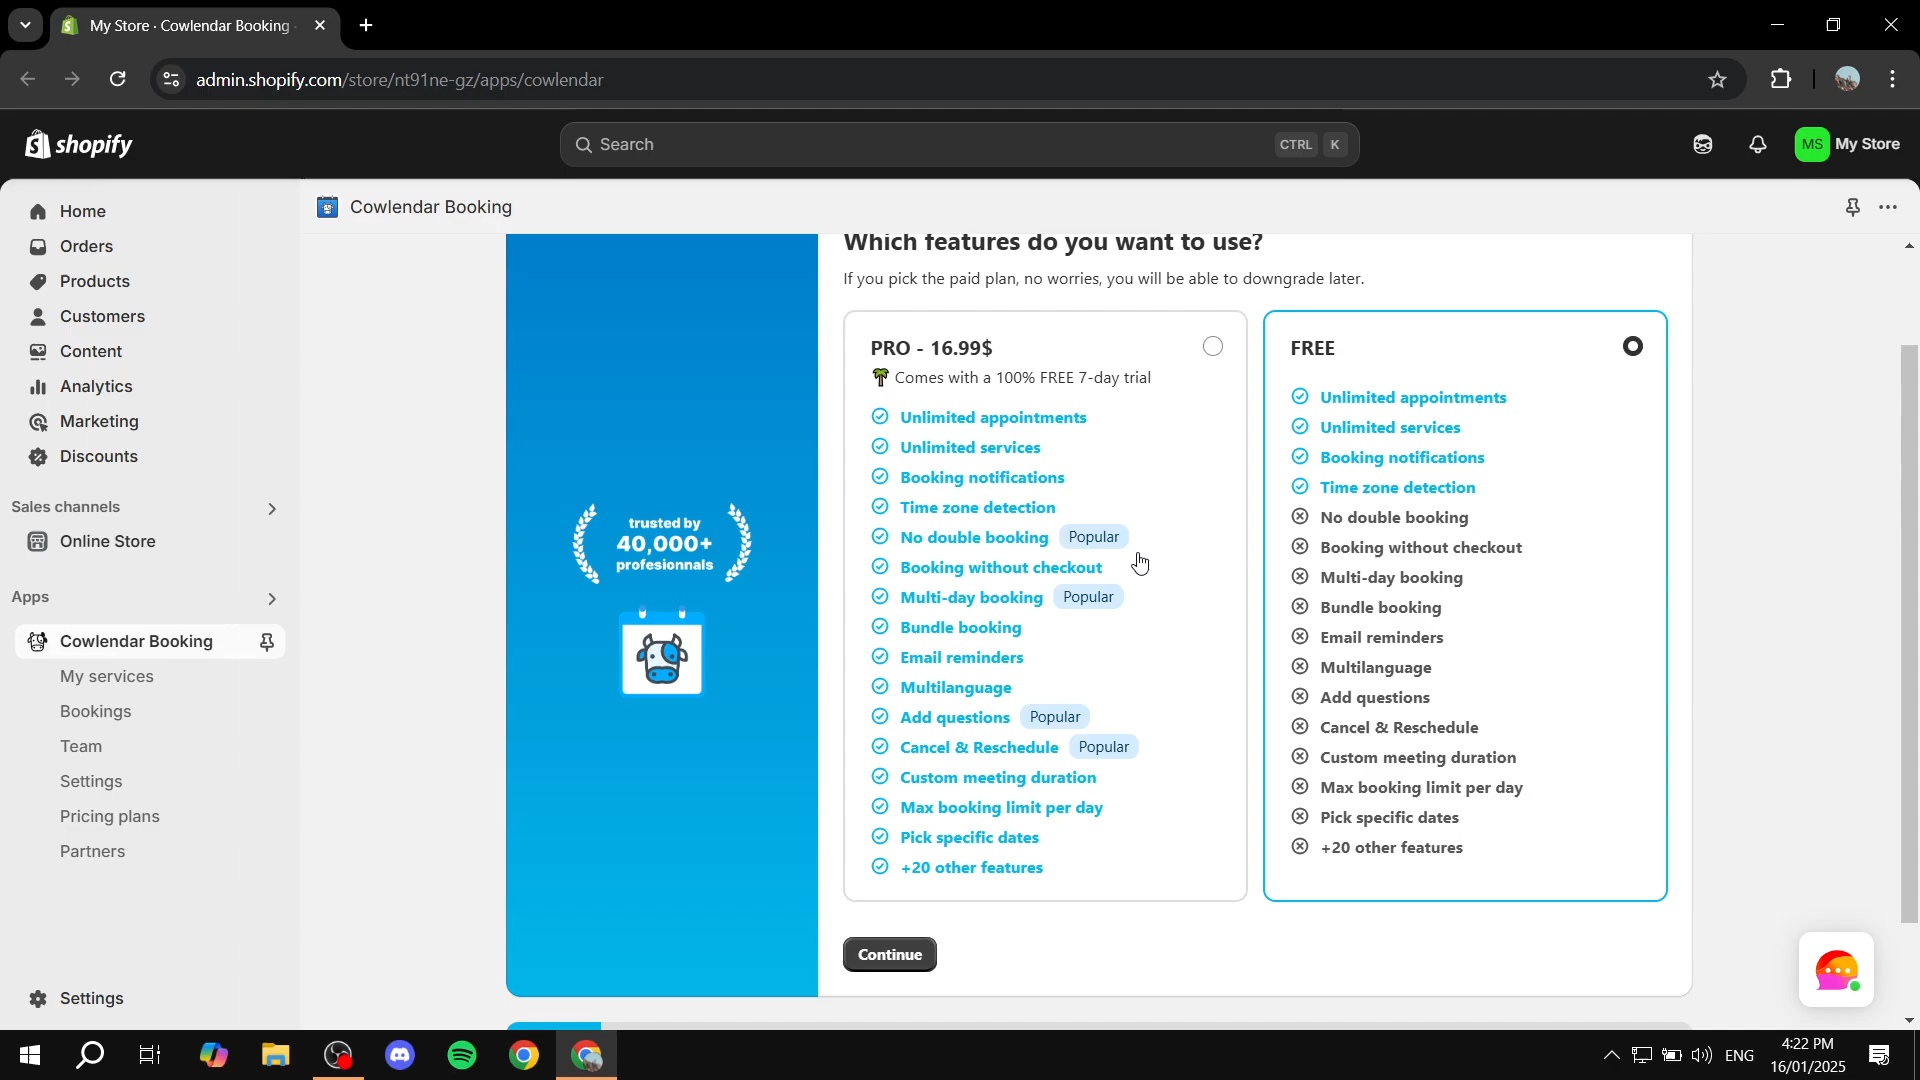 My Store · Cowlendar Booking
admin.shopify.com/store/nt91ne-gz/apps/cowlendar
shopify
Search
CTRL K
MS My Store
Home
Orders
Products
Customers
Content
Analytics
Marketing
Discounts
Sales channels
Online Store
Apps
Cowlendar Booking
My services
Bookings
Team
Settings
Pricing plans
Partners
Settings
Cowlendar Booking
trusted by
40,000+
profesionnals
Which features do you want to use?
If you pick the paid plan, no worries, you will be able to downgrade later.
PRO - 16.99$
Comes with a 100% FREE 7-day trial
Unlimited appointments
Unlimited services
Booking notifications
Time zone detection
No double booking Popular
Booking without checkout
Multi-day booking Popular
Bundle booking
Email reminders
Multilanguage
Add questions Popular
Cancel & Reschedule Popular
Custom meeting duration
Max booking limit per day
Pick specific dates
+20 other features
FREE
Unlimited appointments
Unlimited services
Booking notifications
Time zone detection
No double booking
Booking without checkout
Multi-day booking
Bundle booking
Email reminders
Multilanguage
Add questions
Cancel & Reschedule
Custom meeting duration
Max booking limit per day
Pick specific dates
+20 other features
Continue
ENG
4:22 PM
16/01/2025